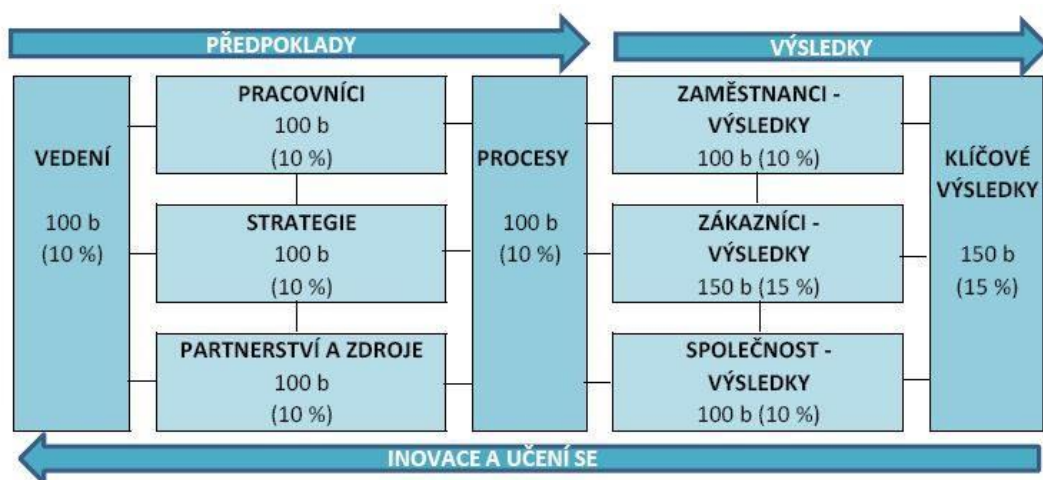 PŘEDPOKLADY
VÝSLEDKY
VEDENÍ
100 b
(10 %)
PRACOVNÍCI
100 b
(10 %)
STRATEGIE
100 b
(10 %)
PARTNERSTVÍ A ZDROJE
100 b
(10 %)
PROCESY
100 b
(10 %)
ZAMĚSTNANCI -
VÝSLEDKY
100 b (10 %)
ZÁKAZNÍCI -
VÝSLEDKY
150 b (15 %)
SPOLEČNOST -
VÝSLEDKY
100 b (10 %)
KLÍČOVÉ
VÝSLEDKY
150 b
(15 %)
INOVACE A UČENÍ SE